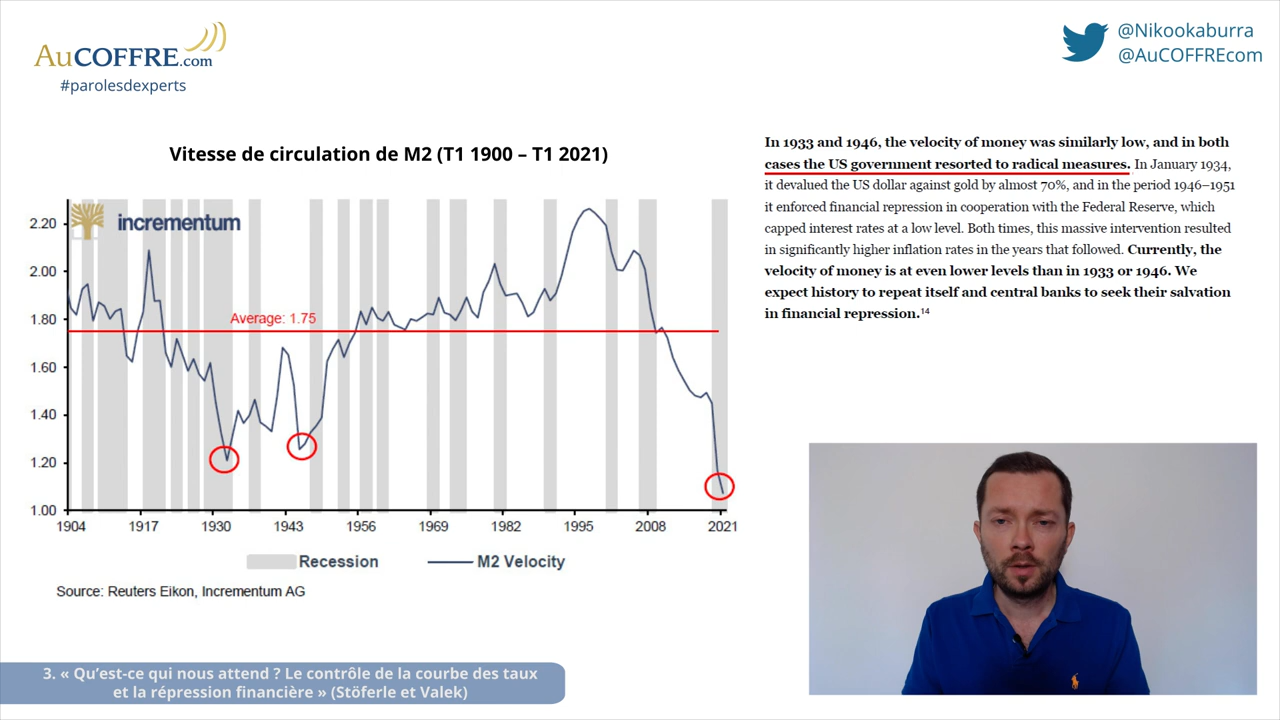 AuCOFFRE.com
#parolesdexperts
@Nikookaburra
@AuCOFFREcom
Vitesse de circulation de M2 (T1 1900 – T1 2021)
incrementum
2.20
2.00
1.80
1.60
1.40
1.20
1.00
Average: 1.75
1904 1917 1930 1943 1956 1969 1982 1995 2008 2021
Recession M2 Velocity
Source: Reuters Eikon, Incrementum AG
In 1933 and 1946, the velocity of money was similarly low, and in both
cases the US government resorted to radical measures. In January 1934,
it devalued the US dollar against gold by almost 70%, and in the period 1946–1951
it enforced financial repression in cooperation with the Federal Reserve, which
capped interest rates at a low level. Both times, this massive intervention resulted
in significantly higher inflation rates in the years that followed. Currently, the
velocity of money is at even lower levels than in 1933 or 1946. We
expect history to repeat itself and central banks to seek their salvation
in financial repression.¹⁴
3. « Qu'est-ce qui nous attend ? Le contrôle de la courbe des taux
et la répression financière » (Stöferle et Valek)